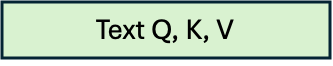 Text Q, K, V